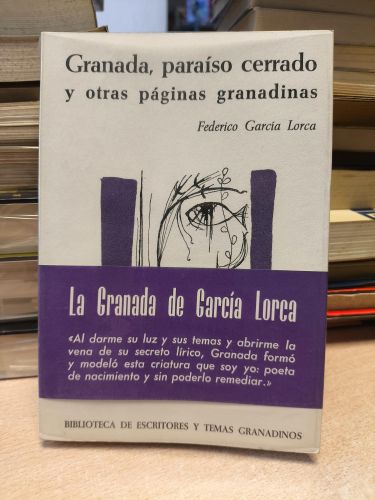 Granada, paraíso cerrado
y otras páginas granadinas
Federico García Lorca
La Granada de García Lorca
«Al darme su luz y sus temas y abrirme la
vena de su secreto lírico, Granada formó
y modeló esta criatura que soy yo: poeta
de nacimiento y sin poderlo remediar.»
BIBLIOTECA DE ESCRITORES Y TEMAS GRANADINOS